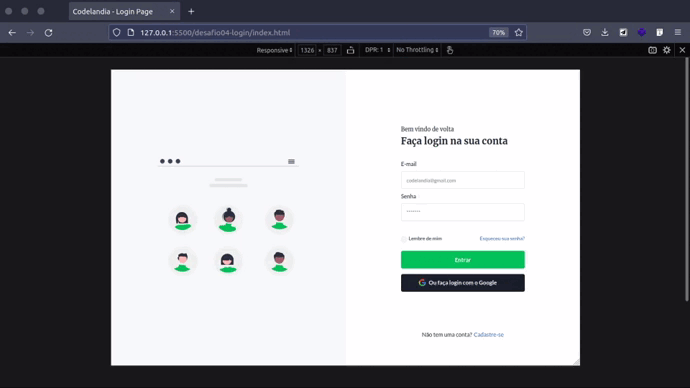 Codelandia - Login Page
127.0.0.1:5500/desafio04-login/index.html
70%
Responsive
1326 × 837
DPR: 1
No Throttling
Bem vindo de volta
Faça login na sua conta
E-mail
codelandia@gmail.com
Senha
•••••••
Lembre de mim
Esqueceu sua senha?
Entrar
Ou faça login com o Google
Não tem uma conta? Cadastre-se